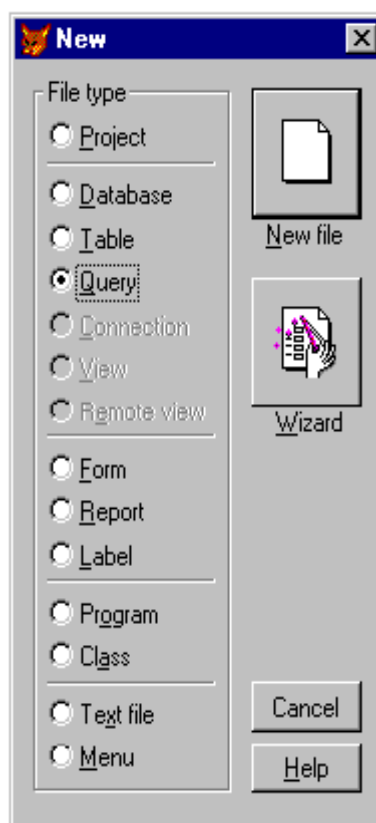 New
File type
Project
Database
Table
Query
Connection
View
Remote view
Form
Report
Label
Program
Class
Text file
Menu
New file
Wizard
Cancel
Help